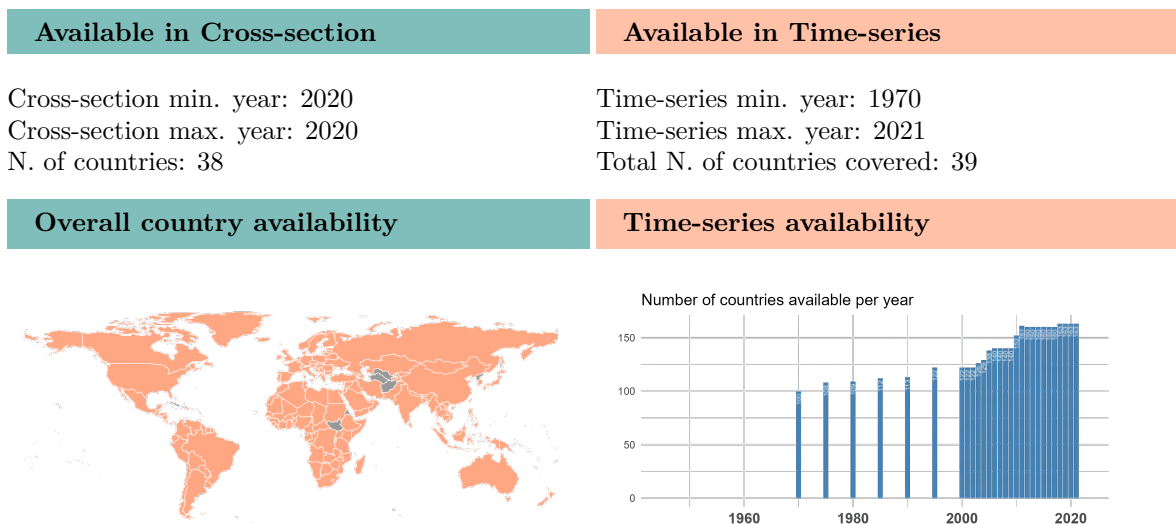 Available in Cross-section
Available in Time-series
Cross-section min. year: 2020
Cross-section max. year: 2020
N. of countries: 38
Time-series min. year: 1970
Time-series max. year: 2021
Total N. of countries covered: 39
Overall country availability
Time-series availability
Number of countries available per year
150
100
50
0
1960
1980
2000
2020